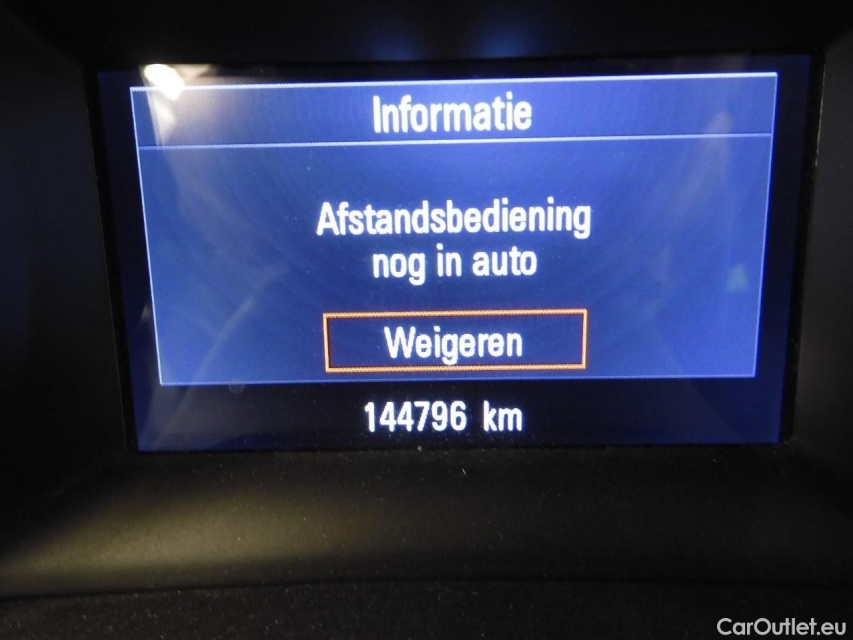 Informatie
Afstandsbediening
nog in auto
Weigeren
144796 km
CarOutlet.eu